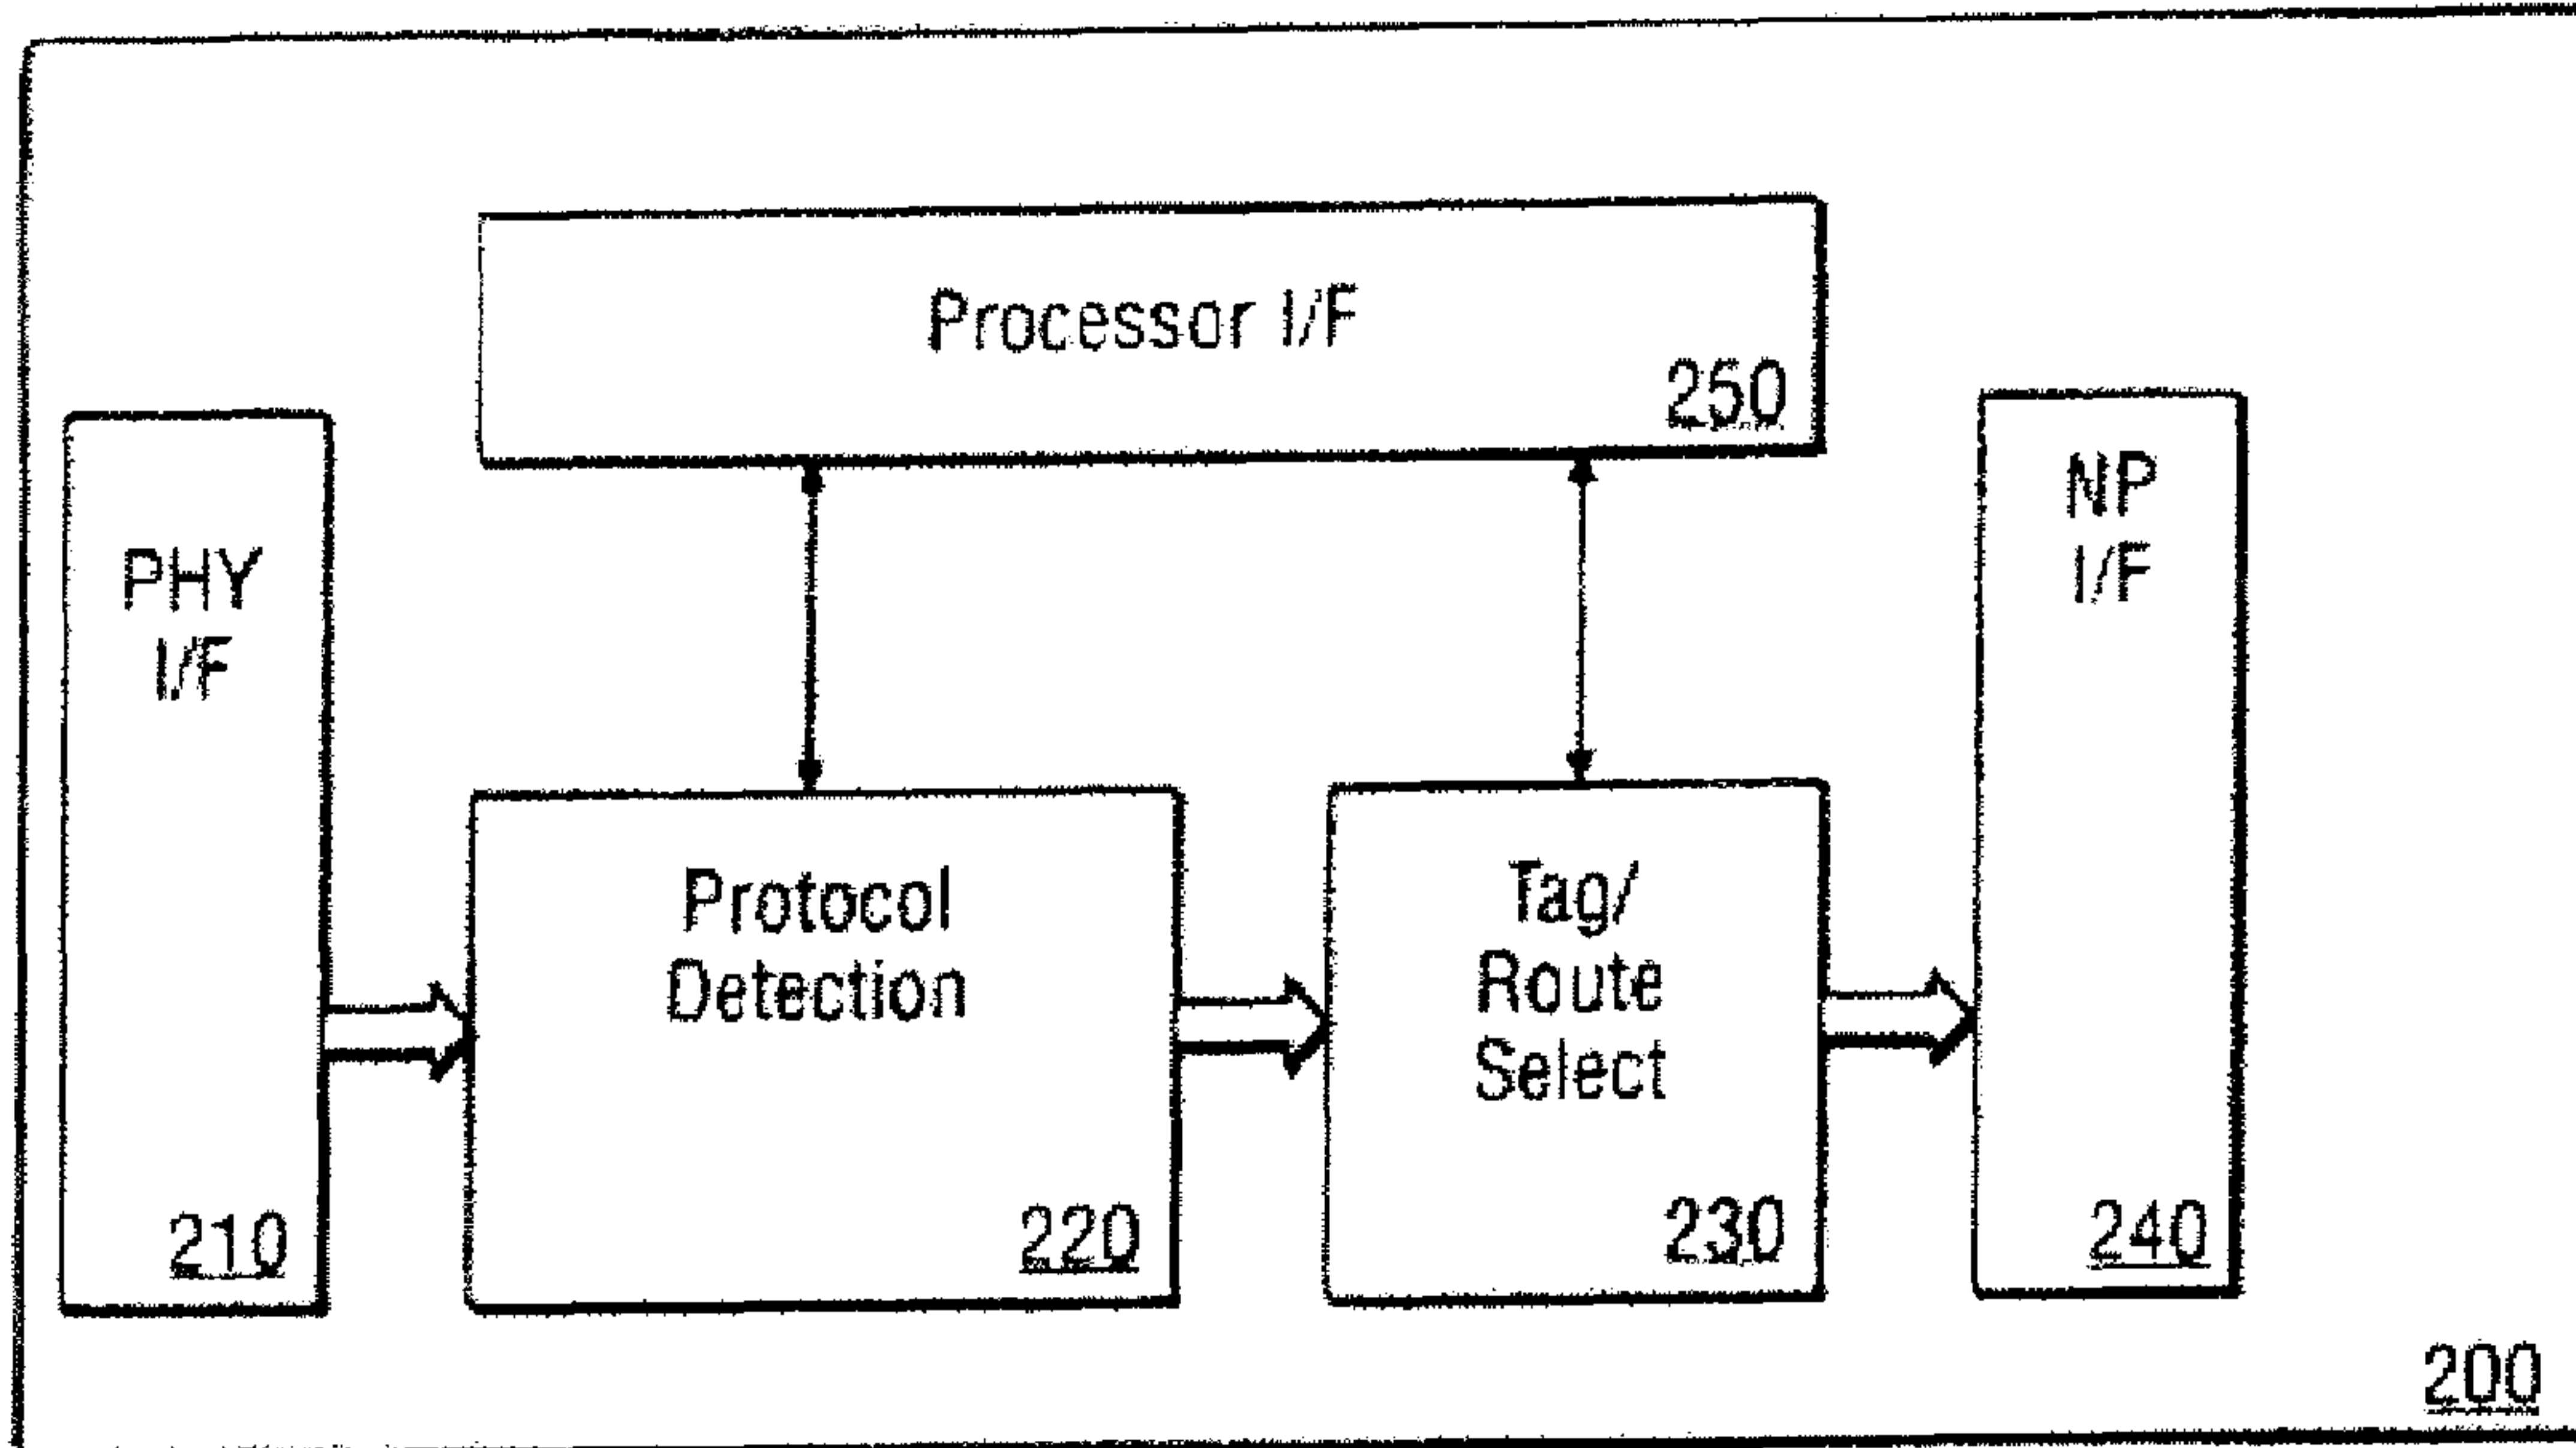 Processor I/F
250
PHY
I/F
210
Protocol
Detection
220
Tag/
Route
Select
230
NP
I/F
240
200